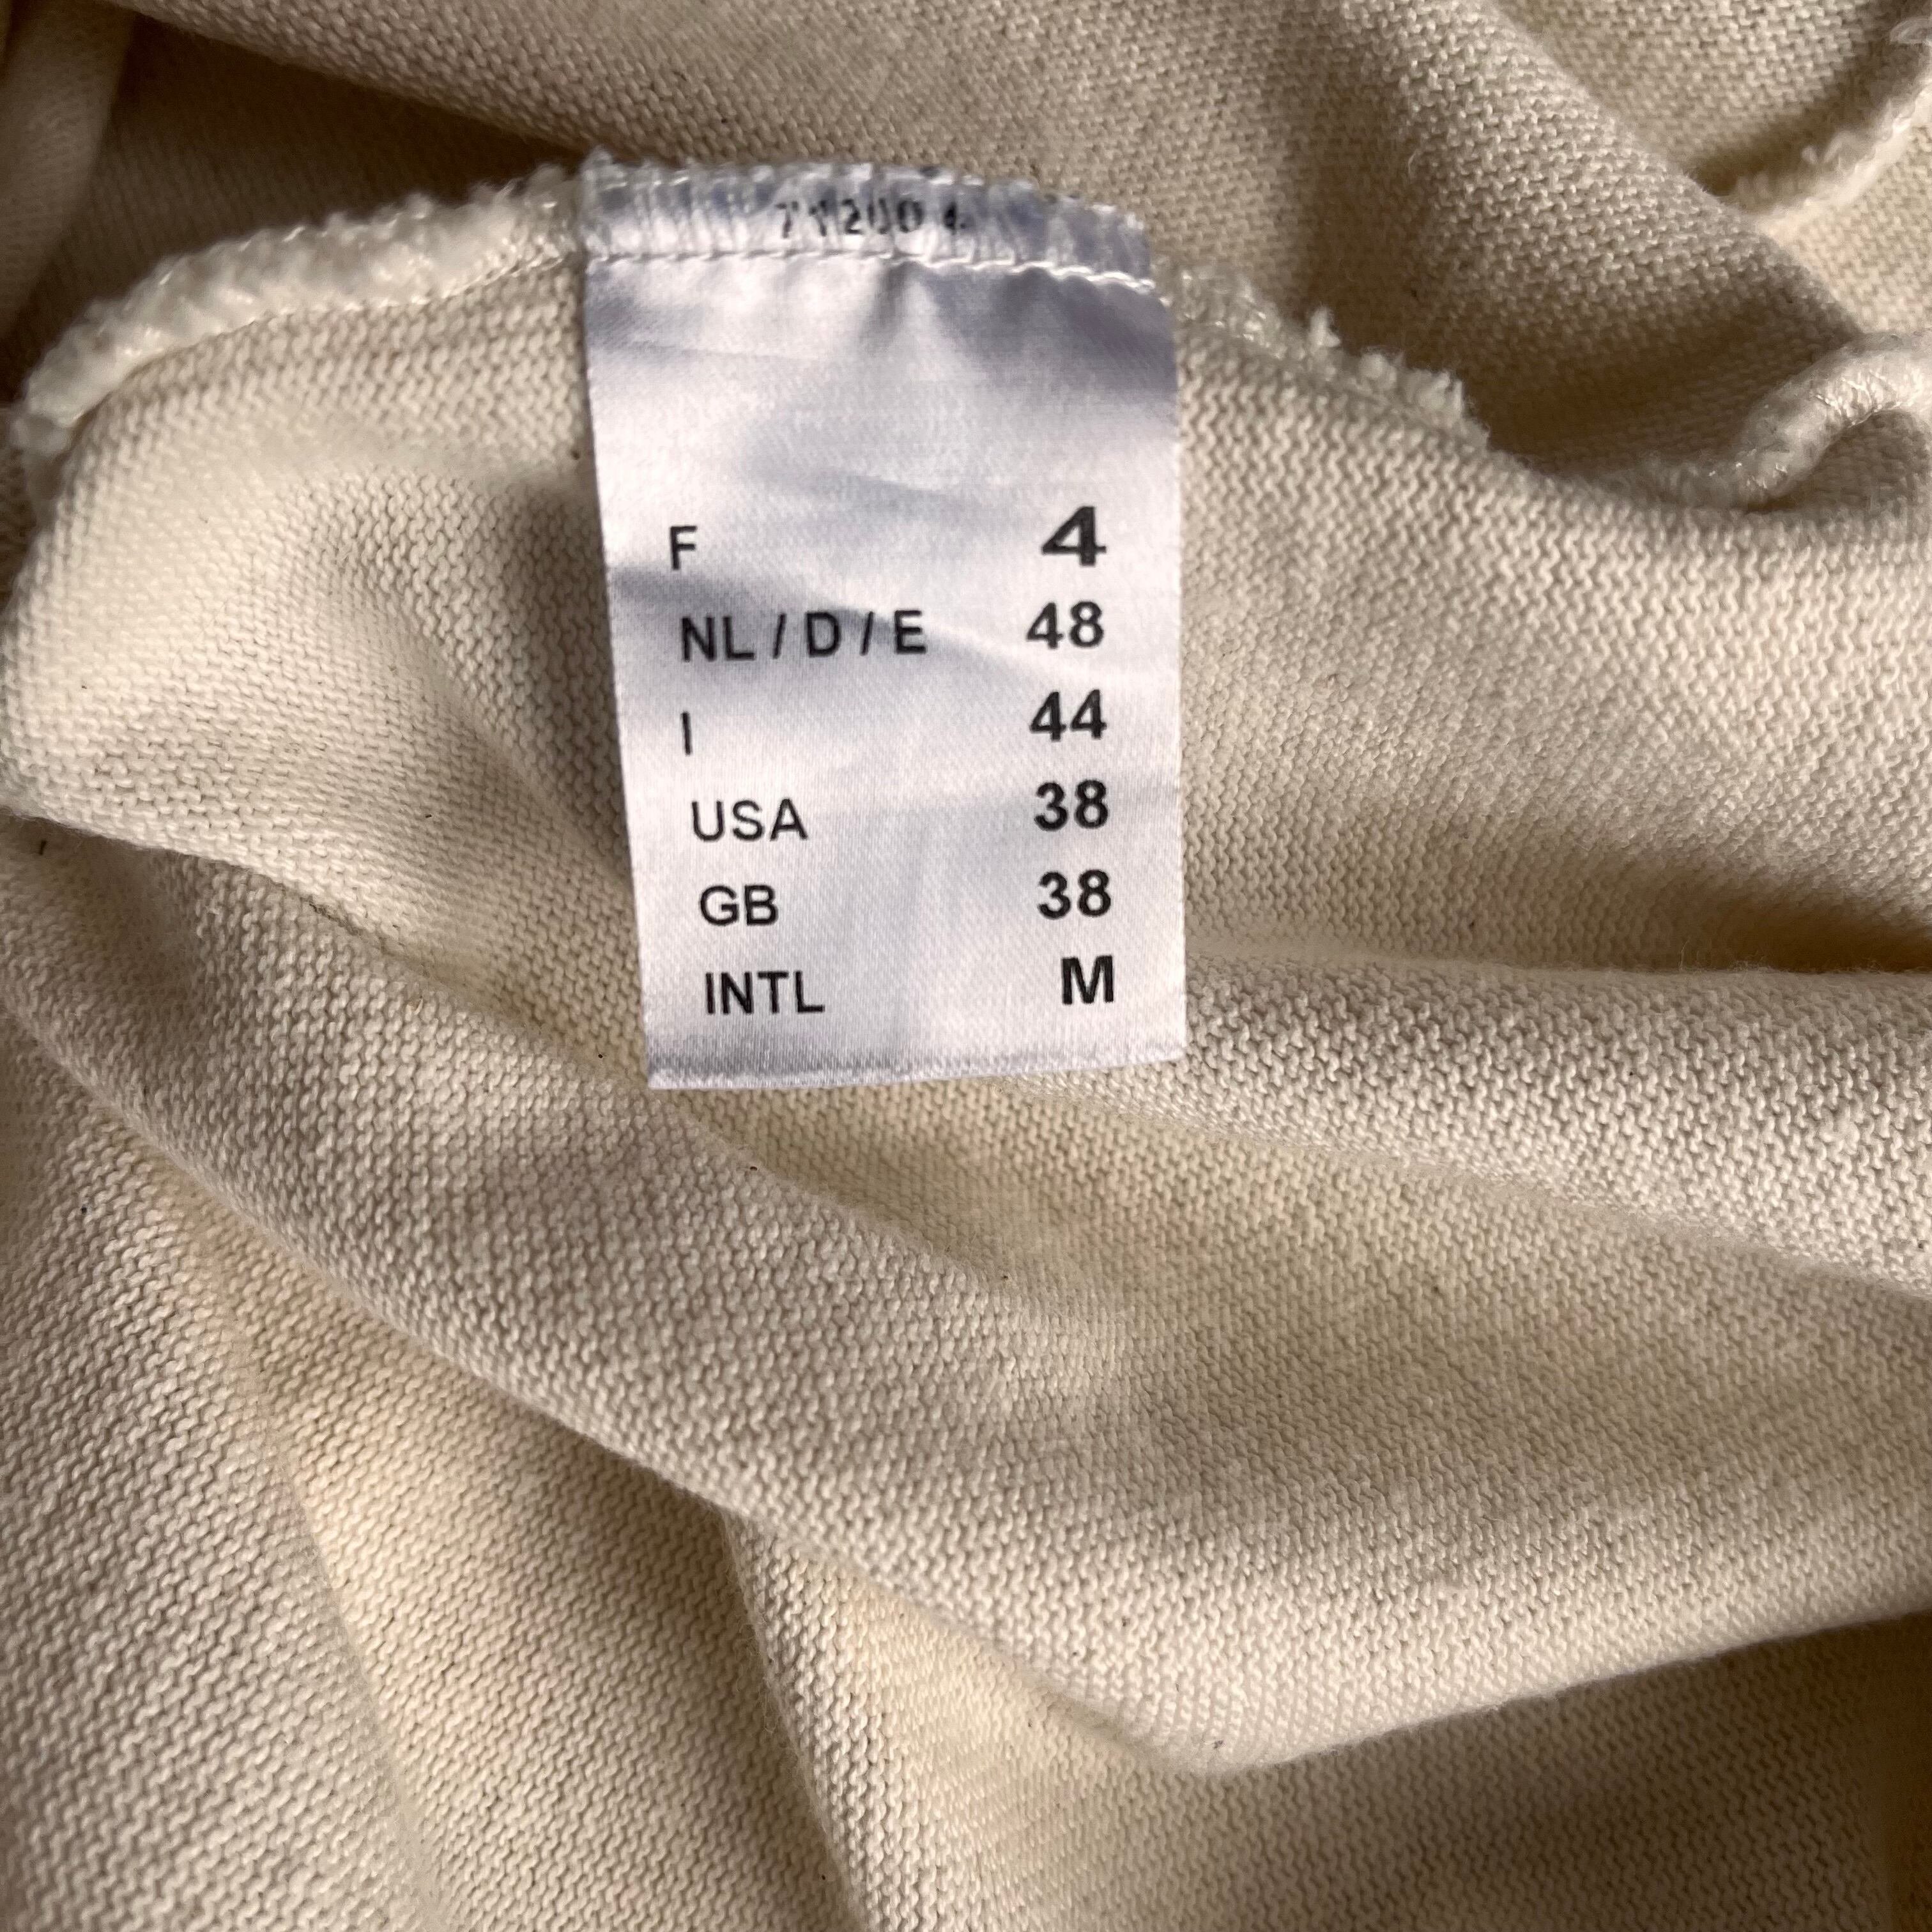 F 4
NL / D / E 48
I 44
USA 38
GB 38
INTL M